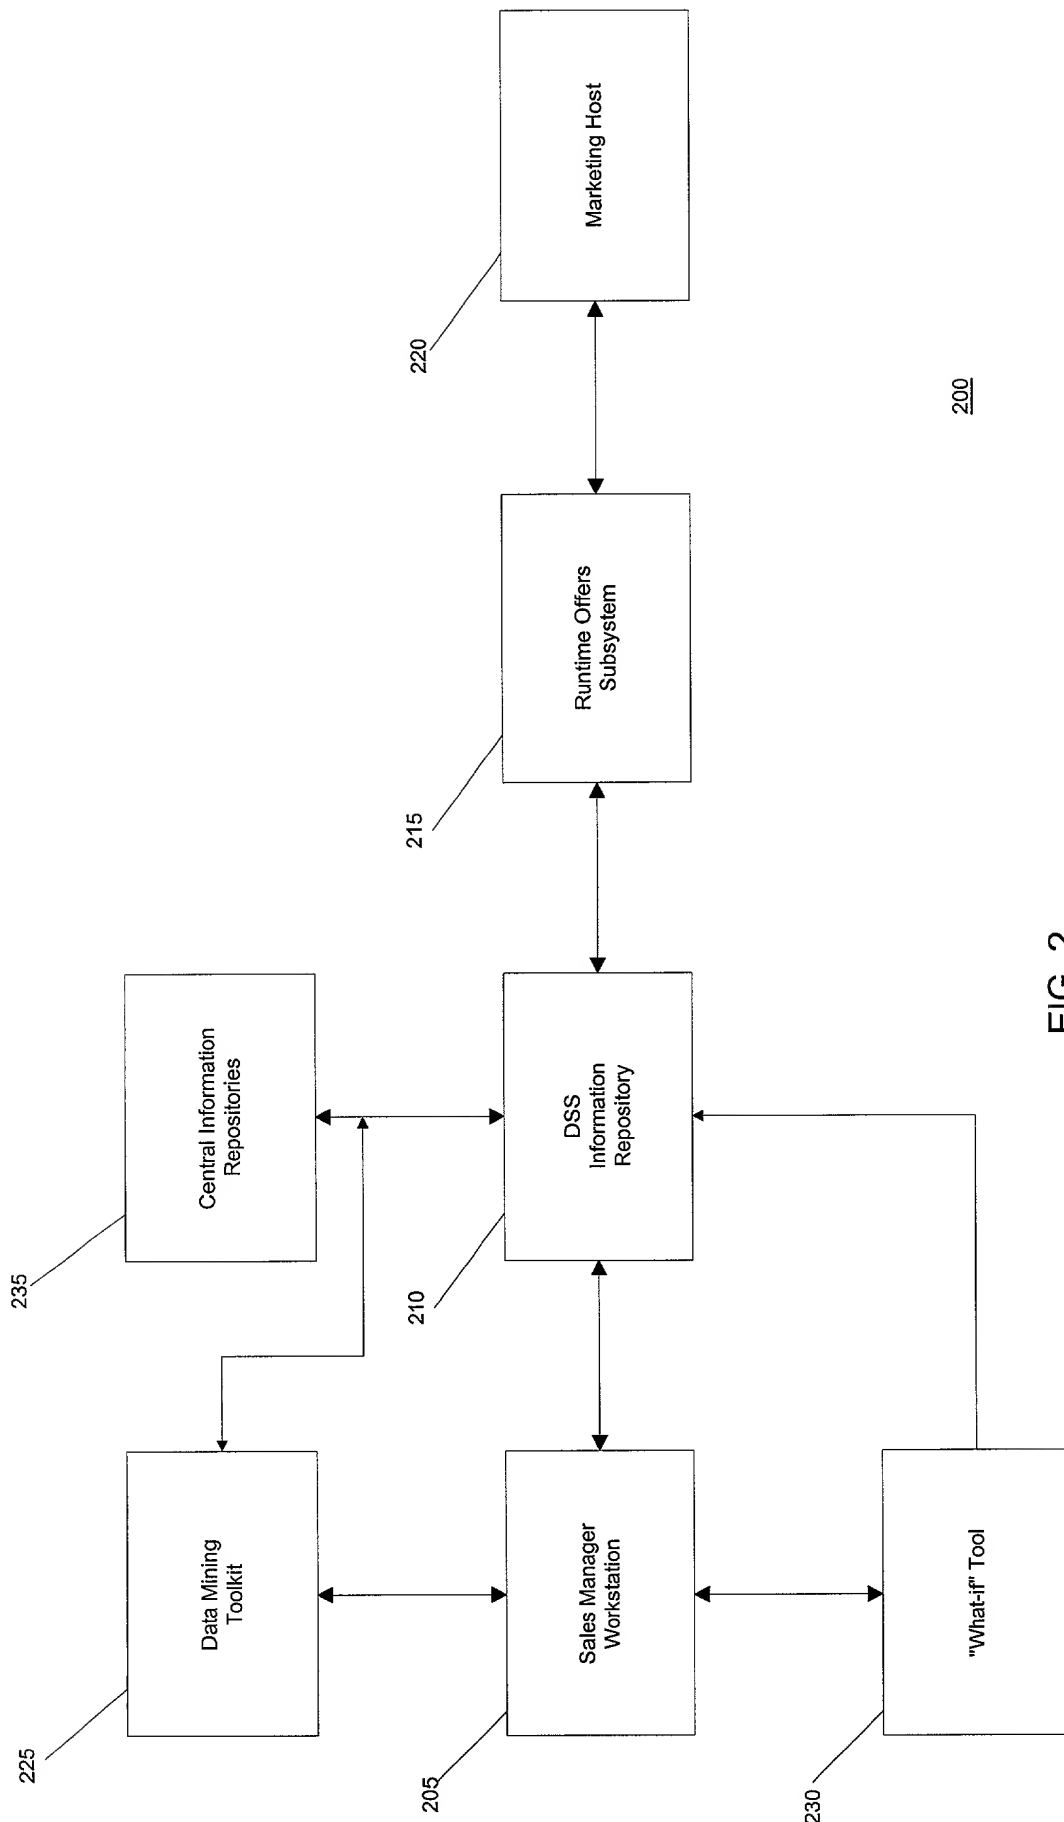 225
Data Mining
Toolkit
235
Central Information
Repositories
205
Sales Manager
Workstation
210
DSS
Information
Repository
215
Runtime Offers
Subsystem
220
Marketing Host
230
"What-if" Tool
200
FIG. 2